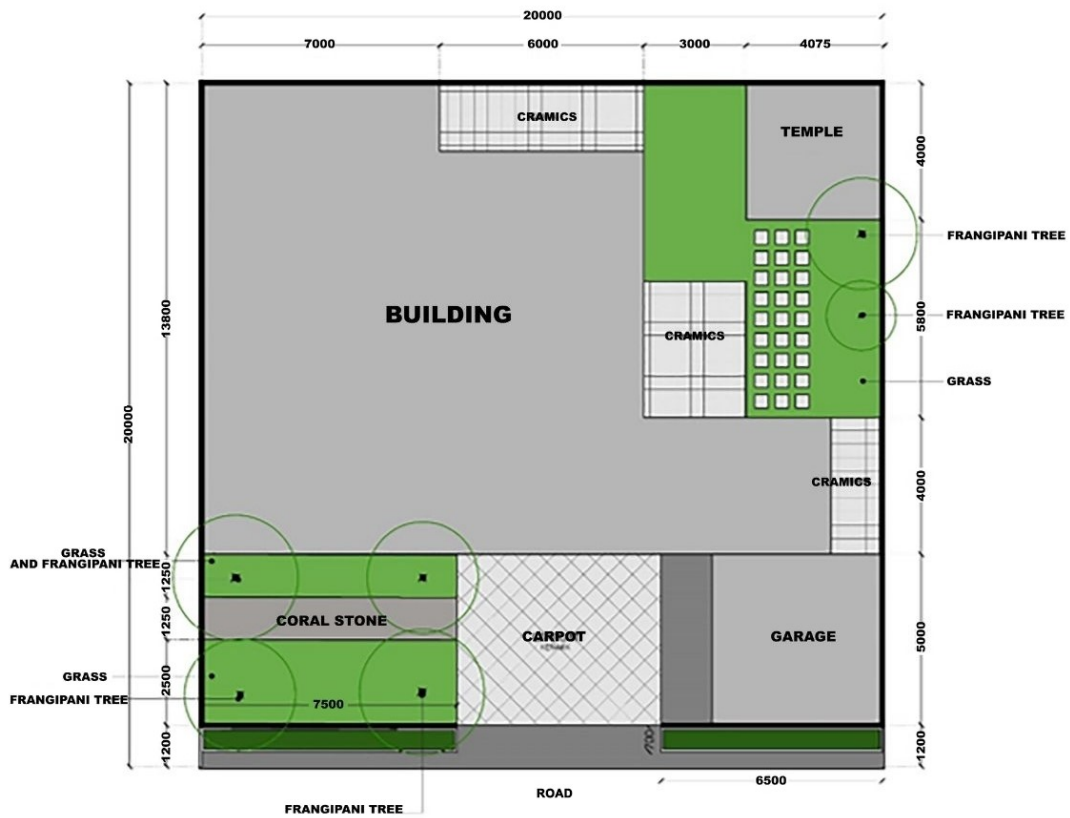 20000
7000
6000
3000
4075
CRAMICS
TEMPLE
4000
FRANGIPANI TREE
BUILDING
13800
CRAMICS
FRANGIPANI TREE
5800
GRASS
20000
CRAMICS
4000
GRASS
AND FRANGIPANI TREE
1250
CORAL STONE
1250
CARPOT
GARAGE
5000
GRASS
2500
FRANGIPANI TREE
7500
1200
700
1200
6500
ROAD
FRANGIPANI TREE